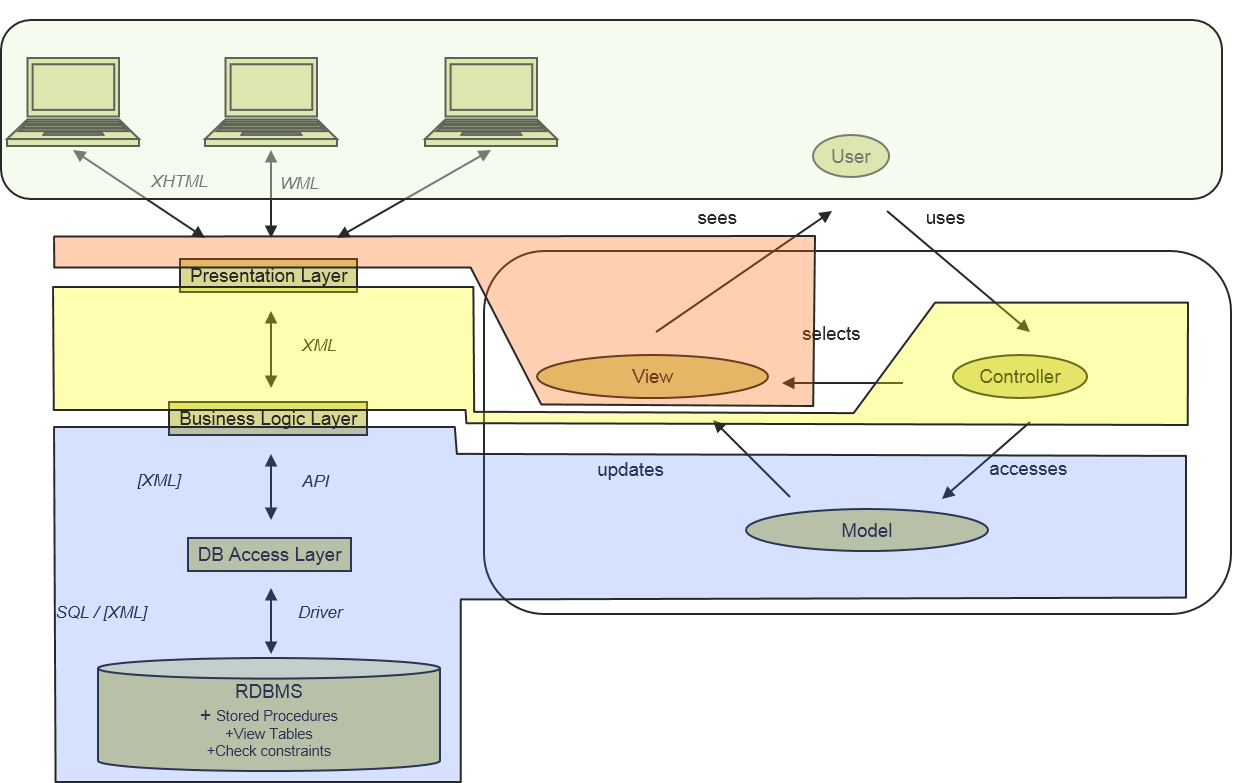 User
XHTML
WML
sees
uses
Presentation Layer
selects
XML
View
Controller
Business Logic Layer
updates
accesses
[XML]
API
Model
DB Access Layer
SQL / [XML]
Driver
RDBMS
+ Stored Procedures
+View Tables
+Check constraints